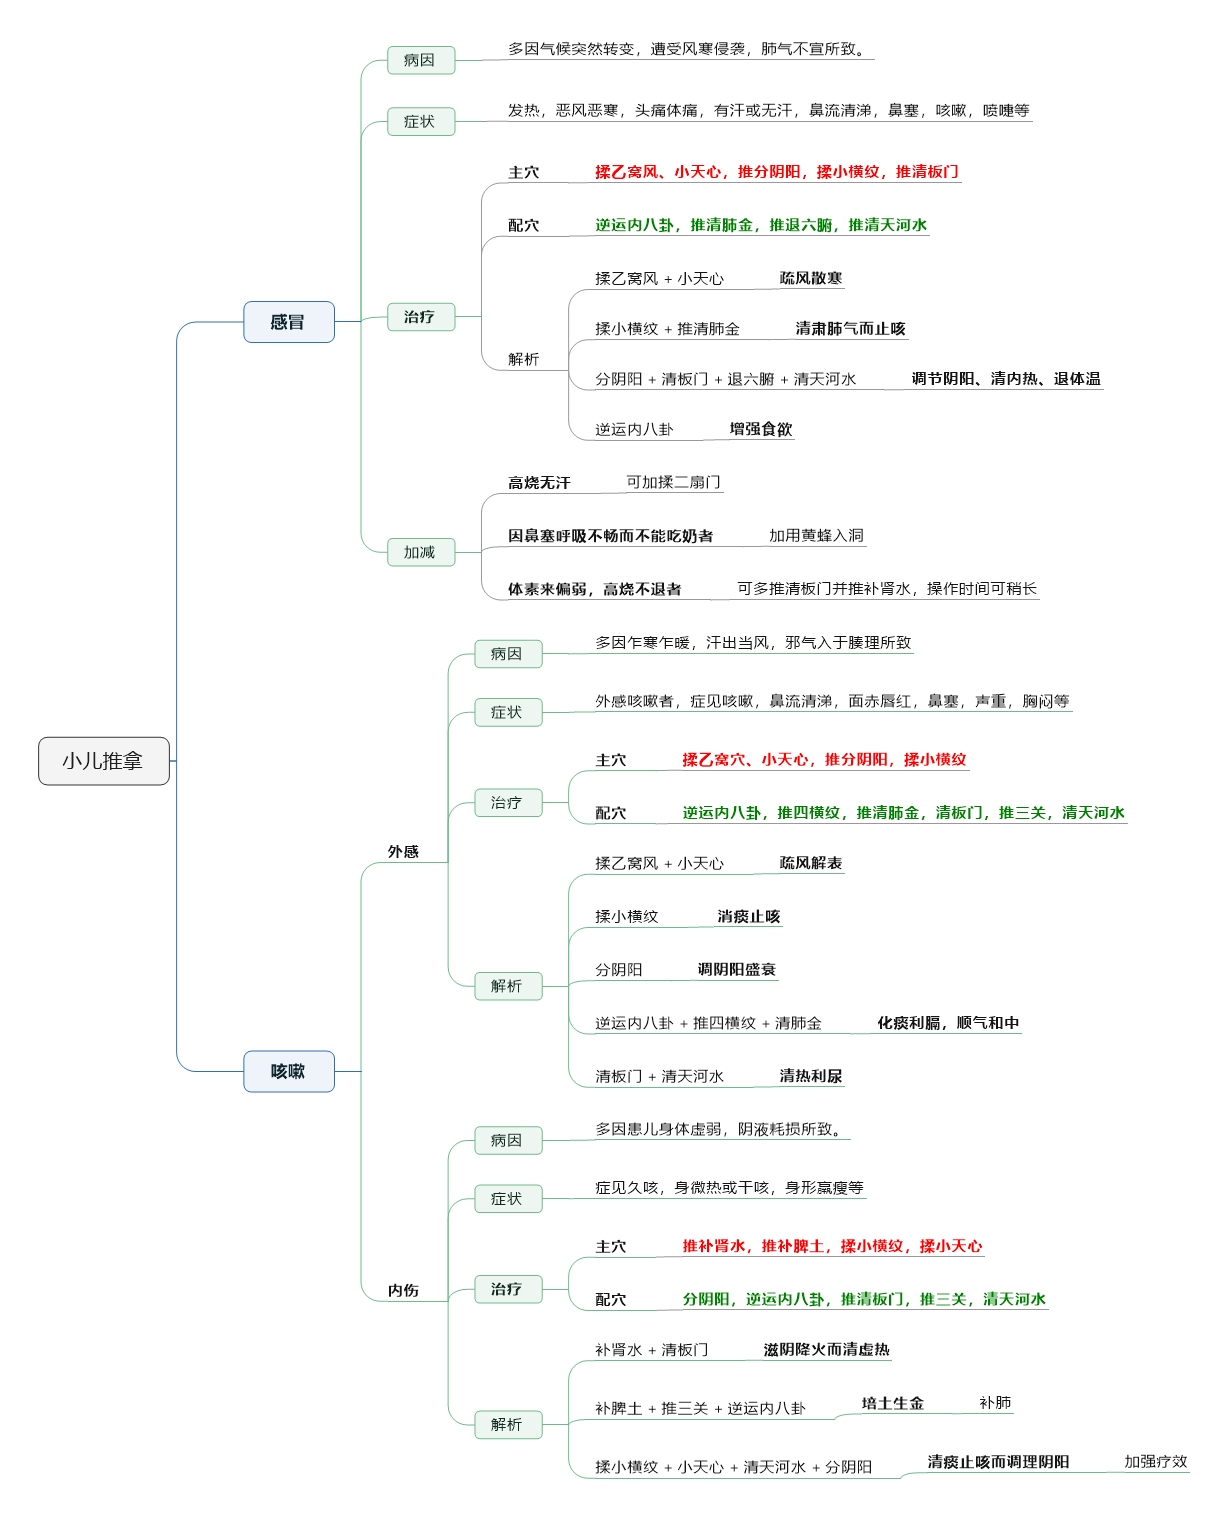 小儿推拿
感冒
病因
多因气候突然转变，遭受风寒侵袭，肺气不宣所致。
症状
发热，恶风恶寒，头痛体痛，有汗或无汗，鼻流清涕，鼻塞，咳嗽，喷嚏等
治疗
主穴
揉乙窝风、小天心，推分阴阳，揉小横纹，推清板门
配穴
逆运内八卦，推清肺金，推退六腑，推清天河水
解析
揉乙窝风 + 小天心
疏风散寒
揉小横纹 + 推清肺金
清肃肺气而止咳
分阴阳 + 清板门 + 退六腑 + 清天河水
调节阴阳、清内热、退体温
逆运内八卦
增强食欲
加减
高烧无汗
可加揉二扇门
因鼻塞呼吸不畅而不能吃奶者
加用黄蜂入洞
体素来偏弱，高烧不退者
可多推清板门并推补肾水，操作时间可稍长
咳嗽
外感
病因
多因乍寒乍暖，汗出当风，邪气入于腠理所致
症状
外感咳嗽者，症见咳嗽，鼻流清涕，面赤唇红，鼻塞，声重，胸闷等
治疗
主穴
揉乙窝穴、小天心，推分阴阳，揉小横纹
配穴
逆运内八卦，推四横纹，推清肺金，清板门，推三关，清天河水
解析
揉乙窝风 + 小天心
疏风解表
揉小横纹
消痰止咳
分阴阳
调阴阳盛衰
逆运内八卦 + 推四横纹 + 清肺金
化痰利膈，顺气和中
清板门 + 清天河水
清热利尿
内伤
病因
多因患儿身体虚弱，阴液耗损所致。
症状
症见久咳，身微热或干咳，身形羸瘦等
治疗
主穴
推补肾水，推补脾土，揉小横纹，揉小天心
配穴
分阴阳，逆运内八卦，推清板门，推三关，清天河水
解析
补肾水 + 清板门
滋阴降火而清虚热
补脾土 + 推三关 + 逆运内八卦
培土生金
补肺
揉小横纹 + 小天心 + 清天河水 + 分阴阳
清痰止咳而调理阴阳
加强疗效